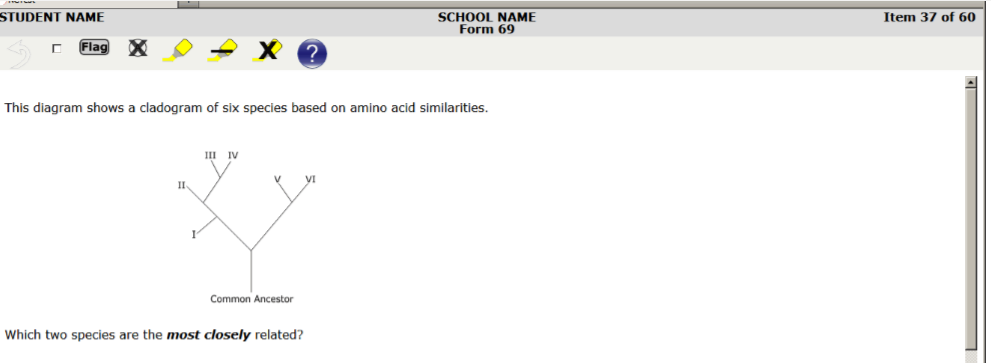 STUDENT NAME
SCHOOL NAME
Item 37 of 60
Form 69
Flag
X
X
?
This diagram shows a cladogram of six species based on amino acid similarities.
III IV
II
V
VI
I
Common Ancestor
Which two species are the most closely related?